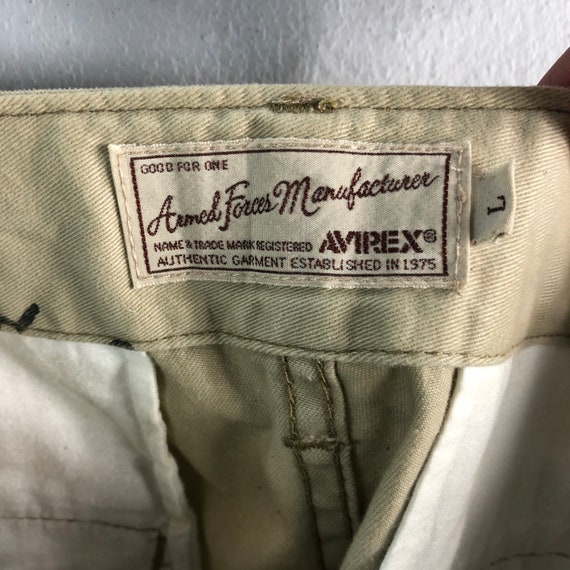 GOOD FOR ONE
Armed Forces Manufacturer
NAME & TRADE MARK REGISTERED AVIREX®
AUTHENTIC GARMENT ESTABLISHED IN 1975
L